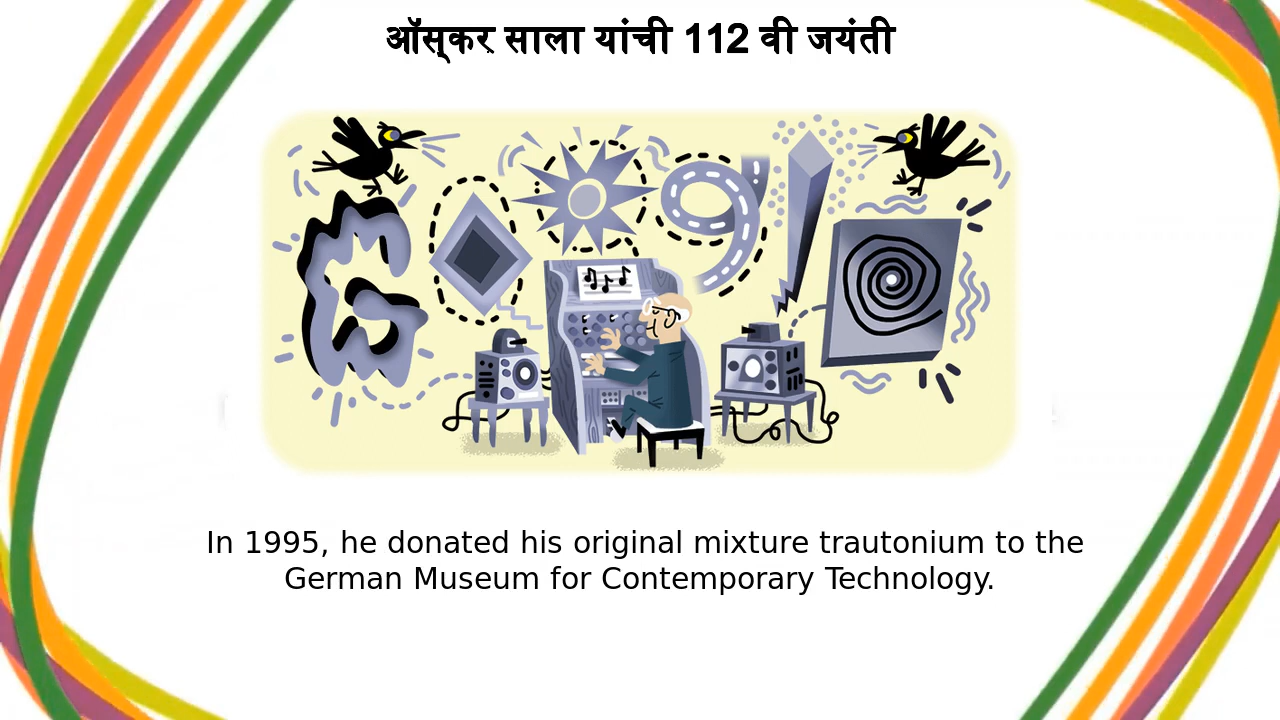 ऑस्कर साला यांची 112 वी जयंती
In 1995, he donated his original mixture trautonium to the
German Museum for Contemporary Technology.